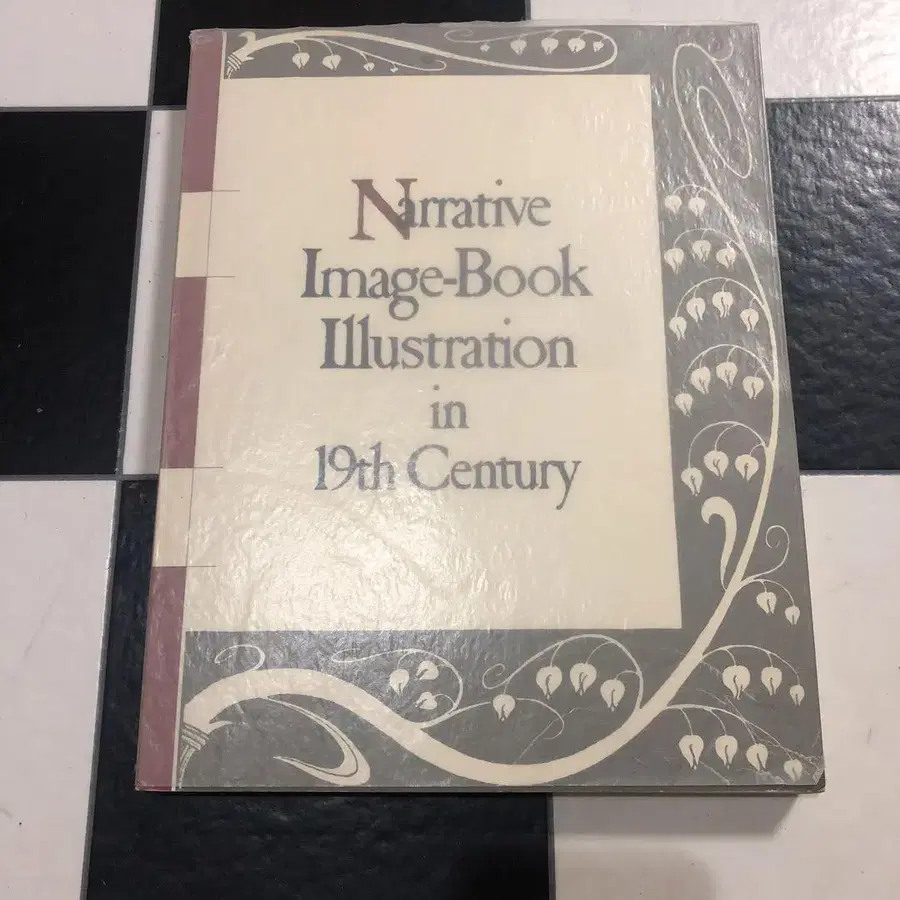 Narrative
Image-Book
Illustration
in
19th Century